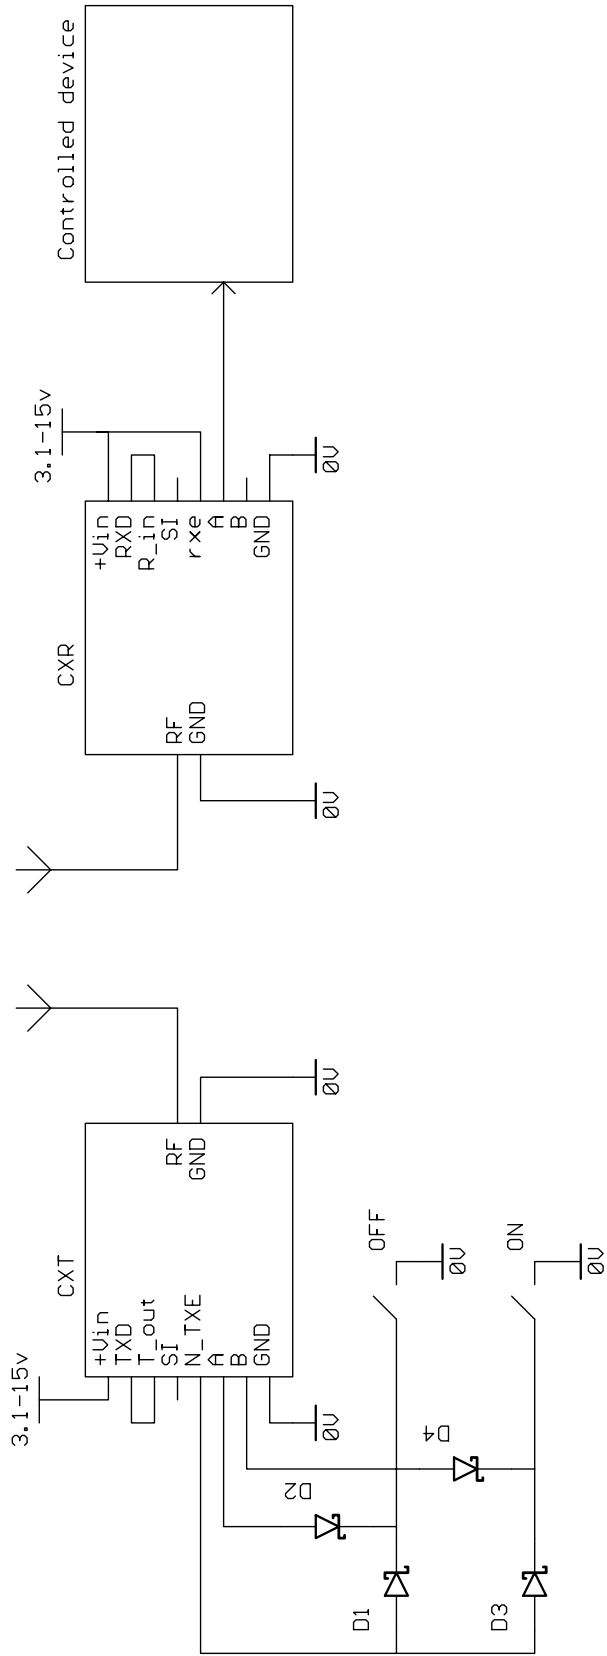 Controlled device
3.1-15v
+Vin
RXD
R_in
SI
rxe
A
B
GND
0V
CXR
RF
GND
0V
RF
GND
0V
CXT
+Vin
TXD
T_out
SI
N_TXE
A
B
GND
3.1-15v
0V
OFF
0V
ON
0V
D4
D2
D1
D3